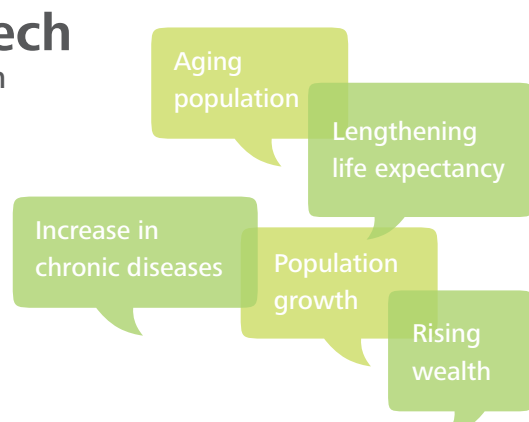 ech
Aging
population
Lengthening
life expectancy
Increase in
chronic diseases
Population
growth
Rising
wealth